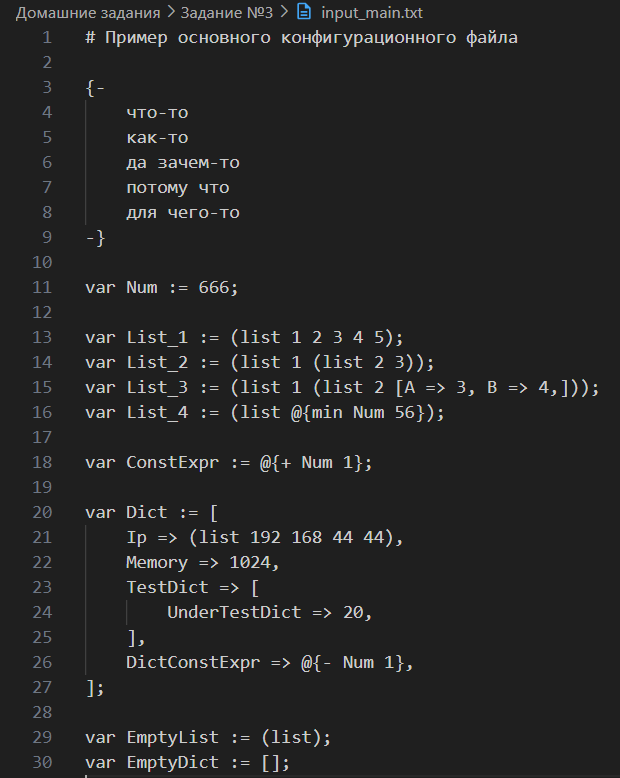 Домашние задания > Задание №3 > input_main.txt
1 # Пример основного конфигурационного файла
2
3 {-
4     что-то
5     как-то
6     да зачем-то
7     потому что
8     для чего-то
9 -}
10
11 var Num := 666;
12
13 var List_1 := (list 1 2 3 4 5);
14 var List_2 := (list 1 (list 2 3));
15 var List_3 := (list 1 (list 2 [A => 3, B => 4,]));
16 var List_4 := (list @{min Num 56});
17
18 var ConstExpr := @{+ Num 1};
19
20 var Dict := [
21     Ip => (list 192 168 44 44),
22     Memory => 1024,
23     TestDict => [
24         UnderTestDict => 20,
25     ],
26     DictConstExpr => @{- Num 1},
27 ];
28
29 var EmptyList := (list);
30 var EmptyDict := [];